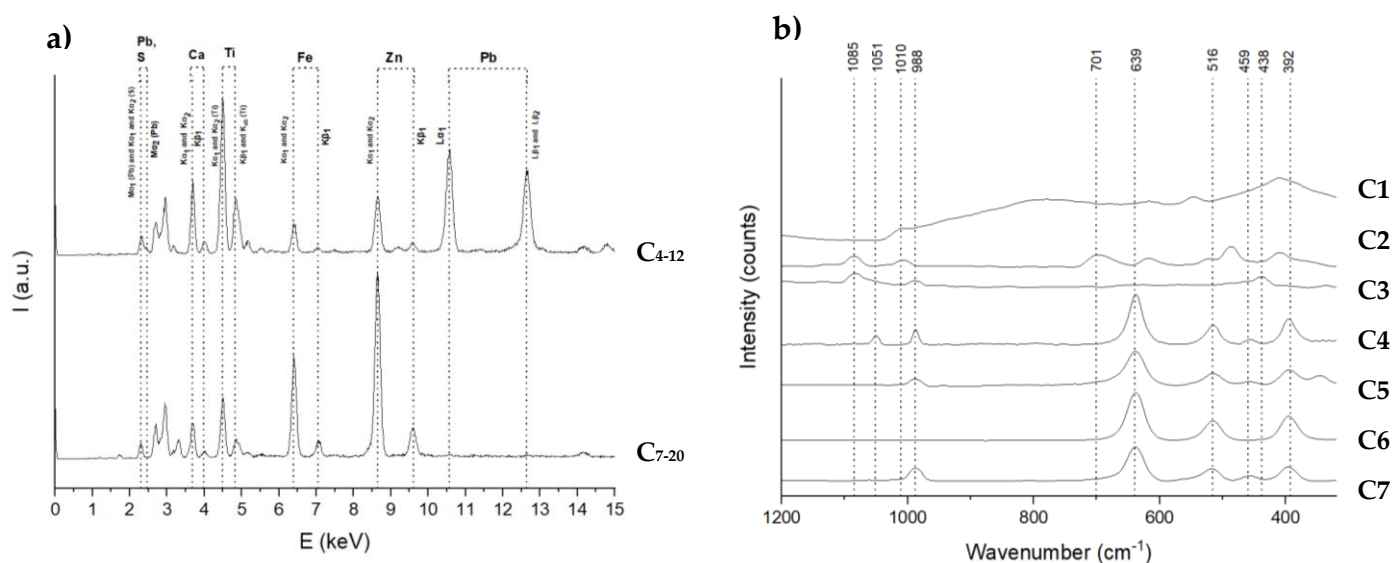 a)
Pb,
S
Ca
Ti
Fe
Zn
Pb
Mα₁ (Pb) and Kα₁ and Kα₂ (S)
Mα₂ (Pb)
Kα₁ and Kα₂
Kβ₁
Kα₁ and Kα₂ (Ti)
Kβ₁ and Kₐᵦ (Ti)
Kα₁ and Kα₂
Kβ₁
Kα₁ and Kα₂
Kβ₁
Lα₁
Lβ₁ and Lβ₂
C₄₋₁₂
C₇₋₂₀
I (a.u.)
0 1 2 3 4 5 6 7 8 9 10 11 12 13 14 15
E (keV)
b)
1085 1051 1010 988 701 639 516 459 438 392
C1
C2
C3
C4
C5
C6
C7
Intensity (counts)
1200 1000 800 600 400
Wavenumber (cm⁻¹)